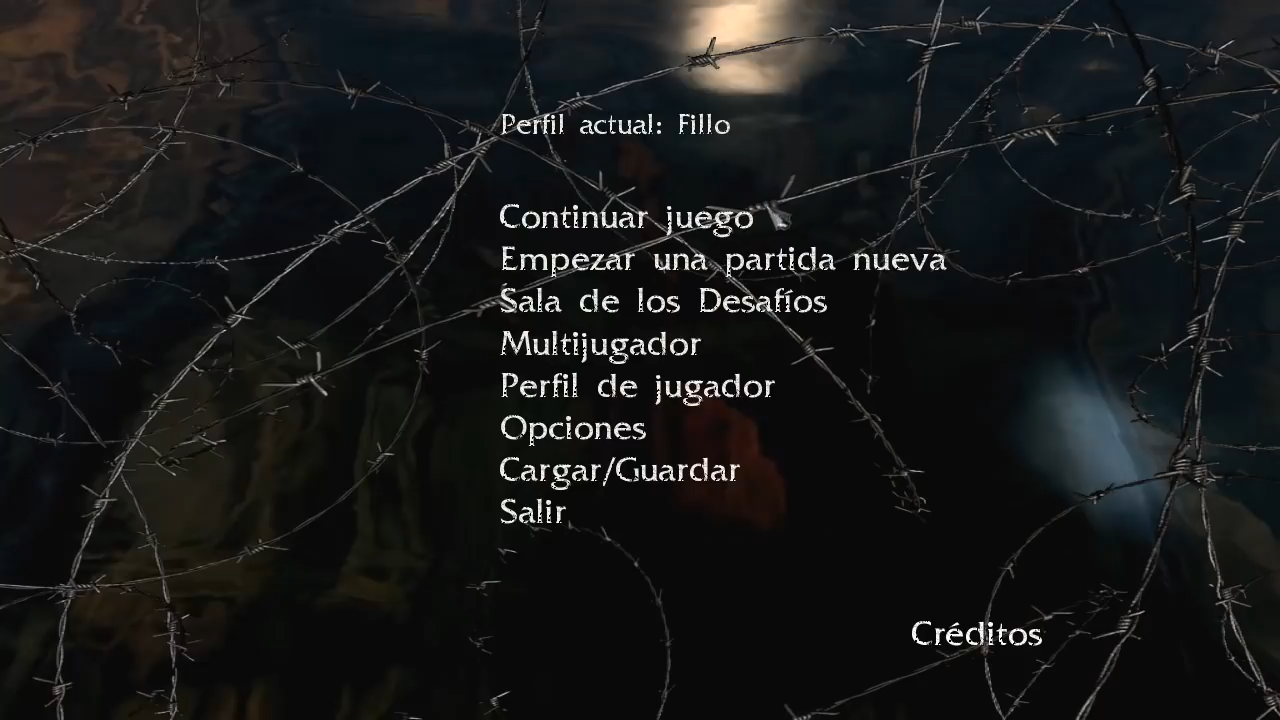 Perfil actual: Fillo
Continuar juego
Empezar una partida nueva
Sala de los Desafíos
Multijugador
Perfil de jugador
Opciones
Cargar/Guardar
Salir
Créditos